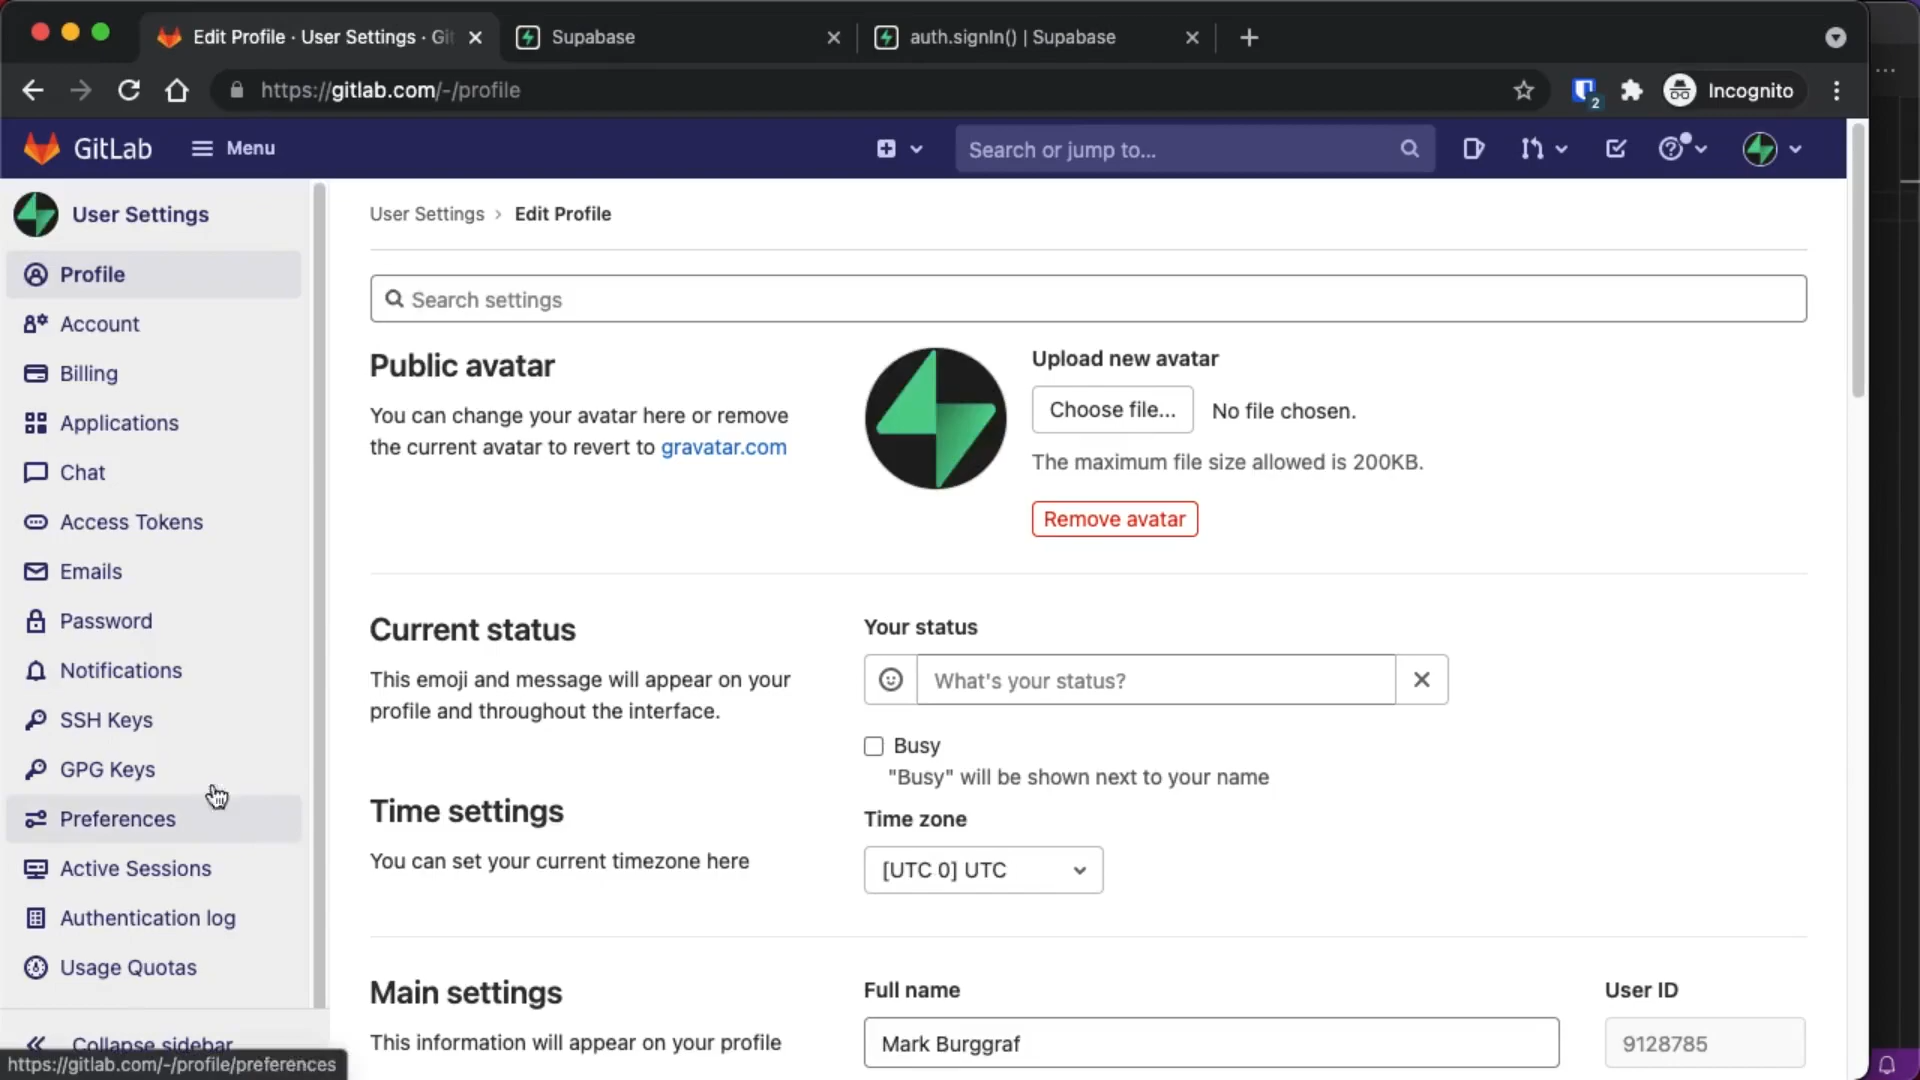 Edit Profile · User Settings · Git
Supabase
auth.signIn() | Supabase
https://gitlab.com/-/profile
2
Incognito
GitLab
Menu
Search or jump to...
User Settings
User Settings › Edit Profile
Profile
Search settings
Account
Billing
Applications
Chat
Access Tokens
Emails
Password
Notifications
SSH Keys
GPG Keys
Preferences
Active Sessions
Authentication log
Usage Quotas
Collapse sidebar
Public avatar
You can change your avatar here or remove
the current avatar to revert to gravatar.com
Upload new avatar
Choose file... No file chosen.
The maximum file size allowed is 200KB.
Remove avatar
Current status
This emoji and message will appear on your
profile and throughout the interface.
Your status
What's your status?
Busy
"Busy" will be shown next to your name
Time settings
You can set your current timezone here
Time zone
[UTC 0] UTC
Main settings
This information will appear on your profile
Full name
Mark Burggraf
User ID
9128785
https://gitlab.com/-/profile/preferences